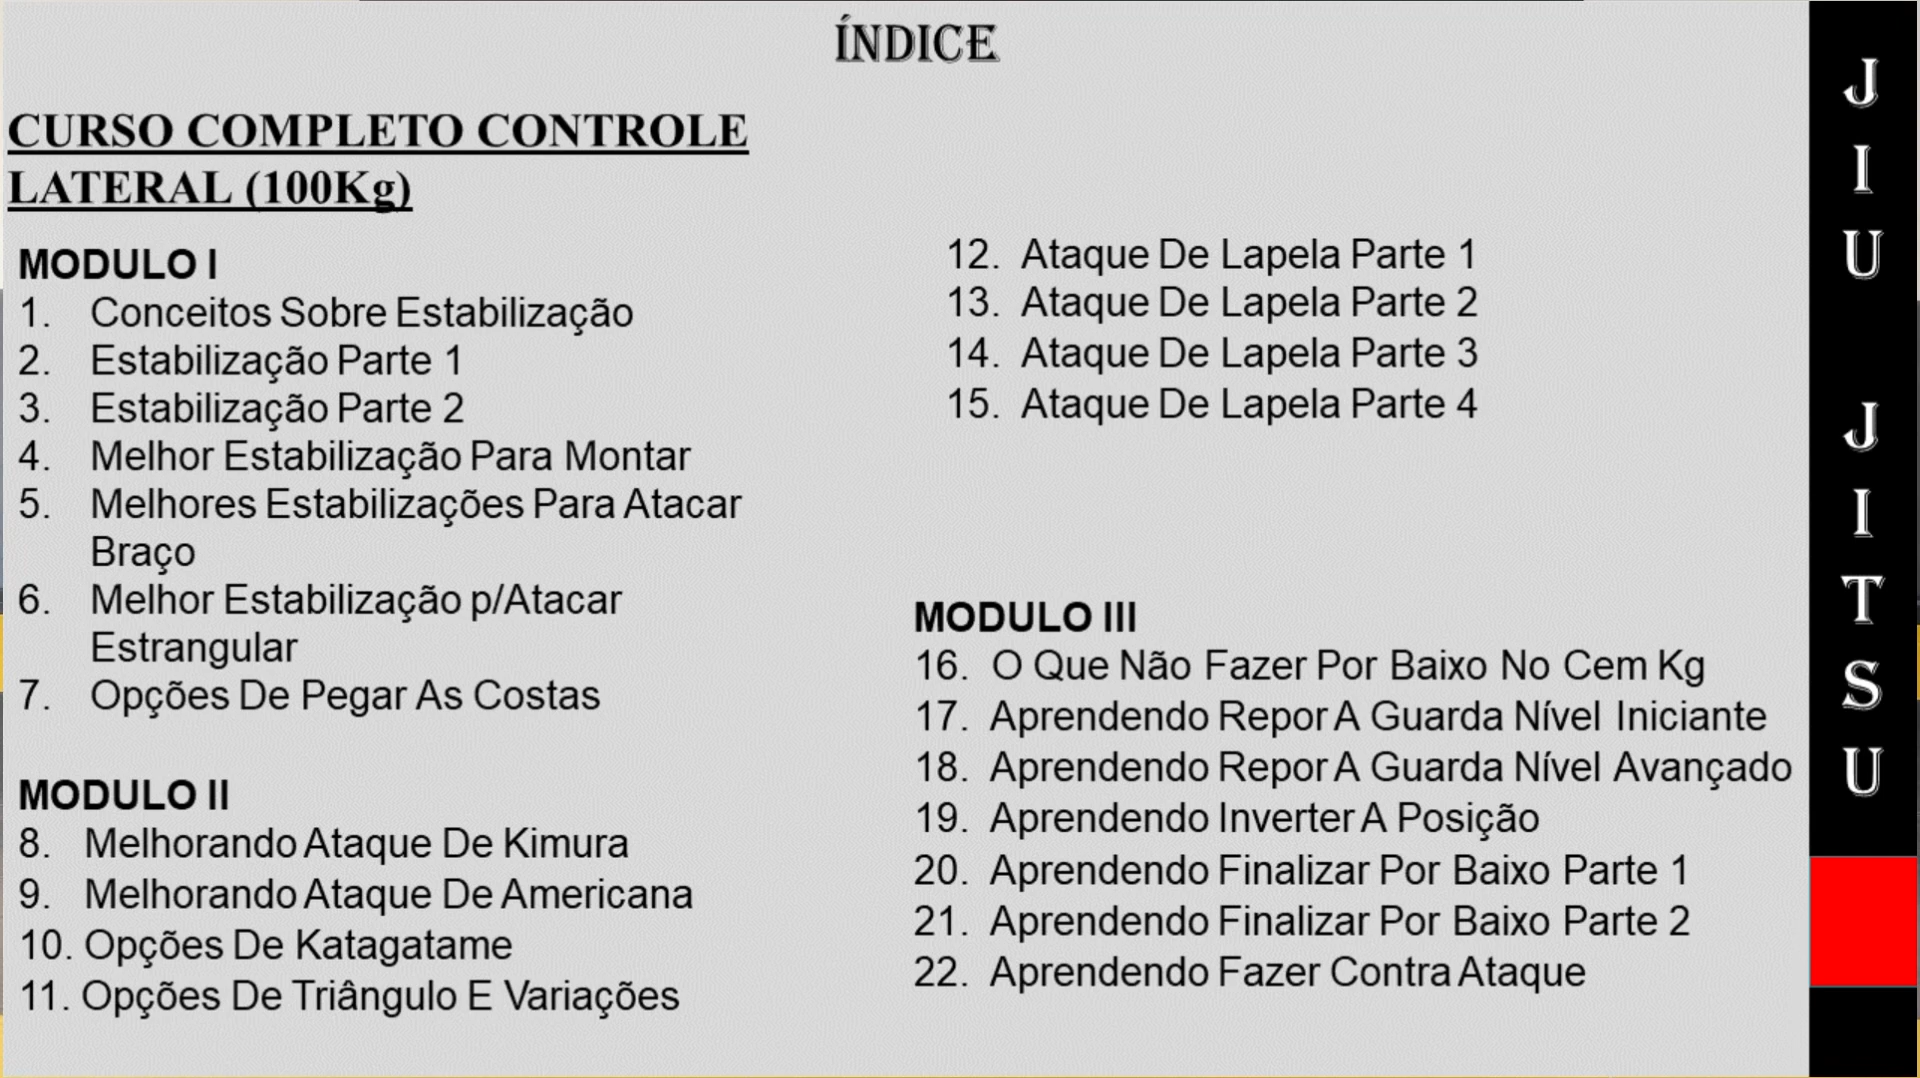 ÍNDICE
CURSO COMPLETO CONTROLE
LATERAL (100Kg)
MODULO I
1. Conceitos Sobre Estabilização
2. Estabilização Parte 1
3. Estabilização Parte 2
4. Melhor Estabilização Para Montar
5. Melhores Estabilizações Para Atacar
Braço
6. Melhor Estabilização p/Atacar
Estrangular
7. Opções De Pegar As Costas
MODULO II
8. Melhorando Ataque De Kimura
9. Melhorando Ataque De Americana
10. Opções De Katagatame
11. Opções De Triângulo E Variações
12. Ataque De Lapela Parte 1
13. Ataque De Lapela Parte 2
14. Ataque De Lapela Parte 3
15. Ataque De Lapela Parte 4
MODULO III
16. O Que Não Fazer Por Baixo No Cem Kg
17. Aprendendo Repor A Guarda Nível Iniciante
18. Aprendendo Repor A Guarda Nível Avançado
19. Aprendendo Inverter A Posição
20. Aprendendo Finalizar Por Baixo Parte 1
21. Aprendendo Finalizar Por Baixo Parte 2
22. Aprendendo Fazer Contra Ataque
JIU JITSU